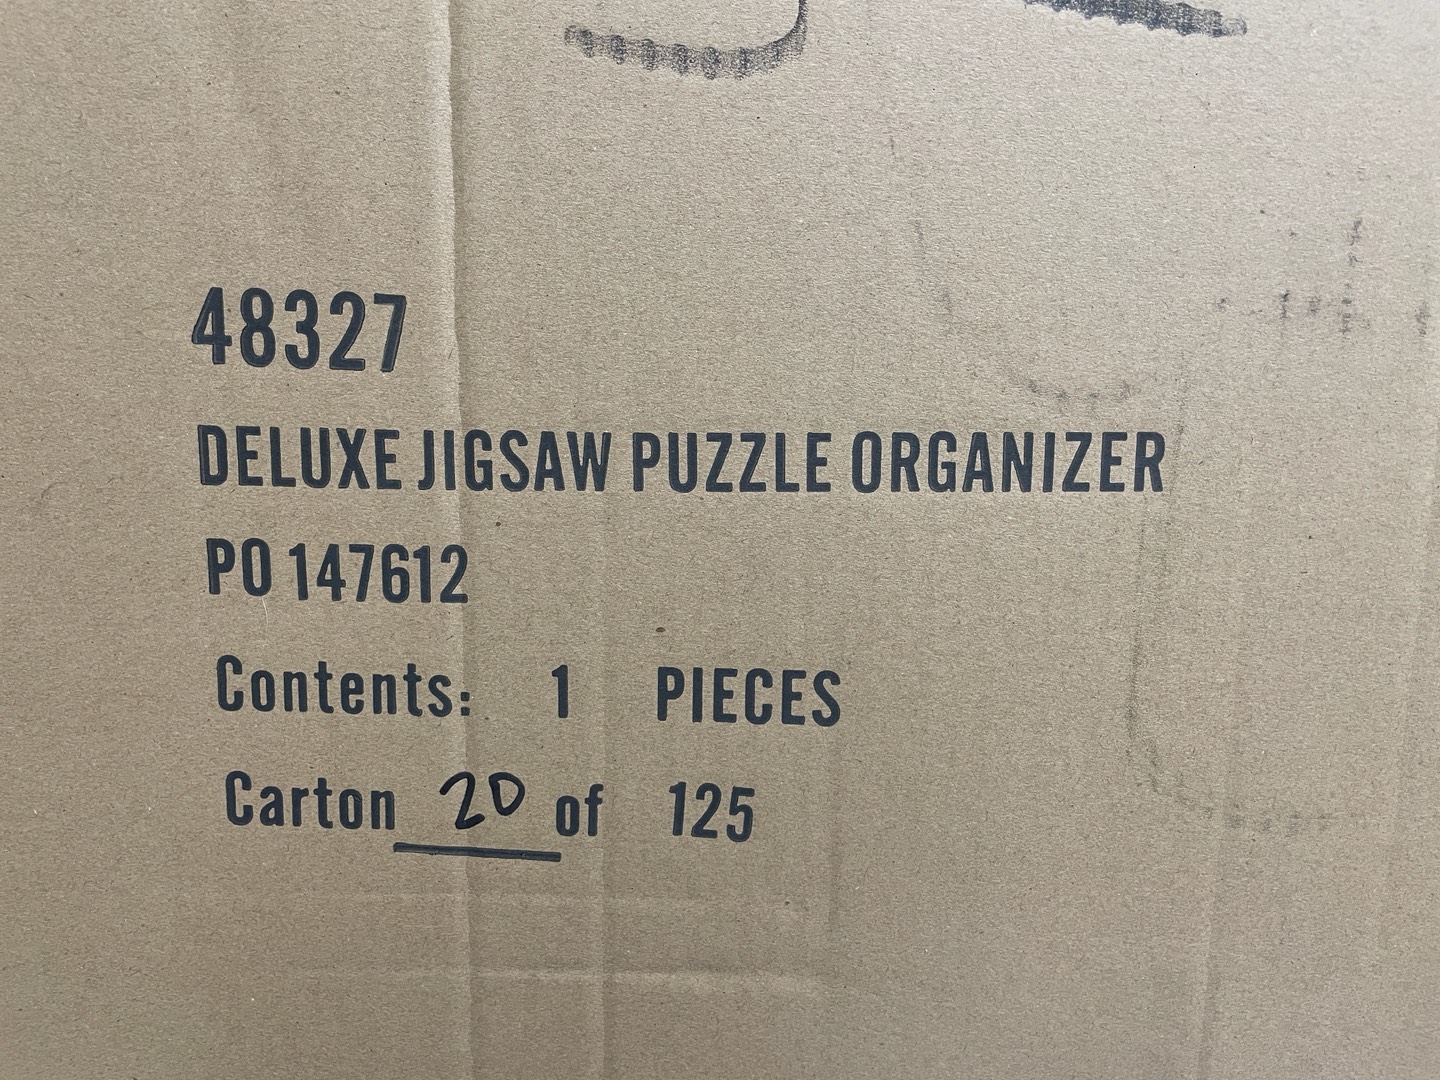 48327
DELUXE JIGSAW PUZZLE ORGANIZER
PO 147612
Contents: 1 PIECES
Carton 20 of 125